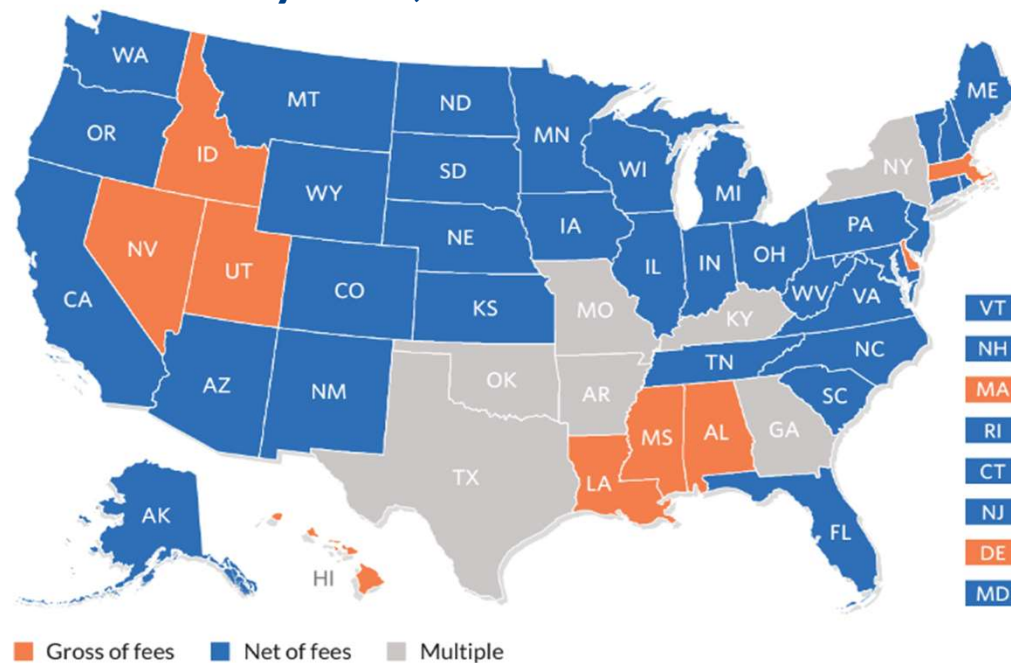 WA
MT
ND
MN
ME
OR
ID
SD
WI
NY
WY
MI
NV
UT
NE
IA
PA
CA
CO
IL
IN
OH
WV
VA
KS
MO
KY
VT
NH
NC
TN
AZ
NM
OK
AR
SC
MA
MS
AL
GA
RI
TX
LA
CT
AK
FL
NJ
HI
DE
MD
Gross of fees
Net of fees
Multiple